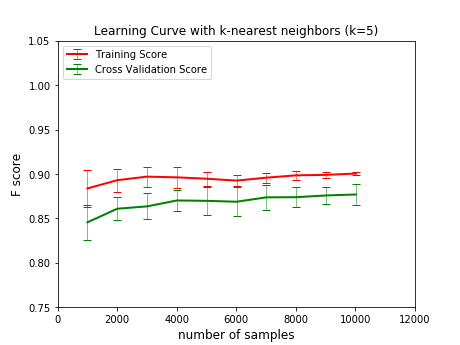 Learning Curve with k-nearest neighbors (k=5)
1.05
1.00
0.95
0.90
0.85
0.80
0.75
F score
Training Score
Cross Validation Score
0
2000
4000
6000
8000
10000
12000
number of samples